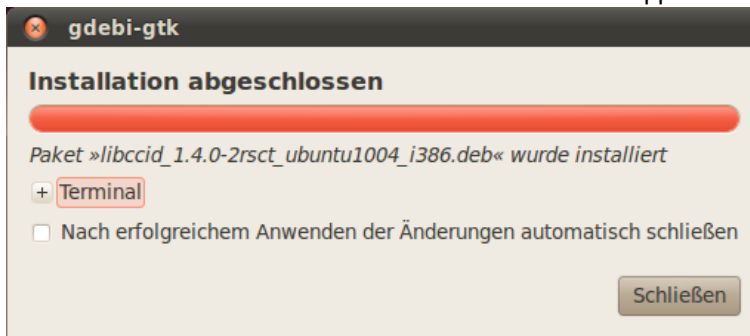 gdebi-gtk
Installation abgeschlossen
Paket »libccid_1.4.0-2rsct_ubuntu1004_i386.deb« wurde installiert
Terminal
Nach erfolgreichem Anwenden der Änderungen automatisch schließen
Schließen